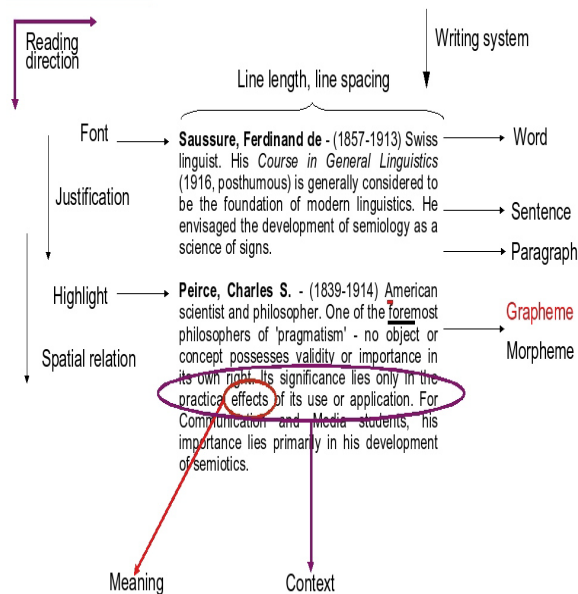 Reading
direction
Writing system
Line length, line spacing
Font
Justification
Highlight
Spatial relation
Saussure, Ferdinand de - (1857-1913) Swiss
linguist. His Course in General Linguistics
(1916, posthumous) is generally considered to
be the foundation of modern linguistics. He
envisaged the development of semiology as a
science of signs.
Peirce, Charles S. - (1839-1914) American
scientist and philosopher. One of the foremost
philosophers of 'pragmatism' - no object or
concept possesses validity or importance in
its own right. Its significance lies only in the
practical effects of its use or application. For
Communication and Media students, his
importance lies primarily in his development
of semiotics.
Word
Sentence
Paragraph
Grapheme
Morpheme
Meaning
Context